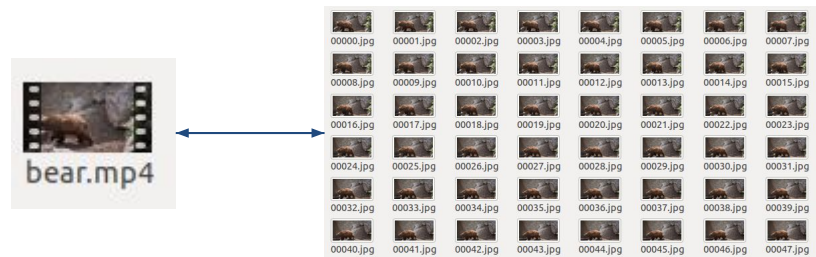 bear.mp4
00000.jpg 00001.jpg 00002.jpg 00003.jpg 00004.jpg 00005.jpg 00006.jpg 00007.jpg
00008.jpg 00009.jpg 00010.jpg 00011.jpg 00012.jpg 00013.jpg 00014.jpg 00015.jpg
00016.jpg 00017.jpg 00018.jpg 00019.jpg 00020.jpg 00021.jpg 00022.jpg 00023.jpg
00024.jpg 00025.jpg 00026.jpg 00027.jpg 00028.jpg 00029.jpg 00030.jpg 00031.jpg
00032.jpg 00033.jpg 00034.jpg 00035.jpg 00036.jpg 00037.jpg 00038.jpg 00039.jpg
00040.jpg 00041.jpg 00042.jpg 00043.jpg 00044.jpg 00045.jpg 00046.jpg 00047.jpg